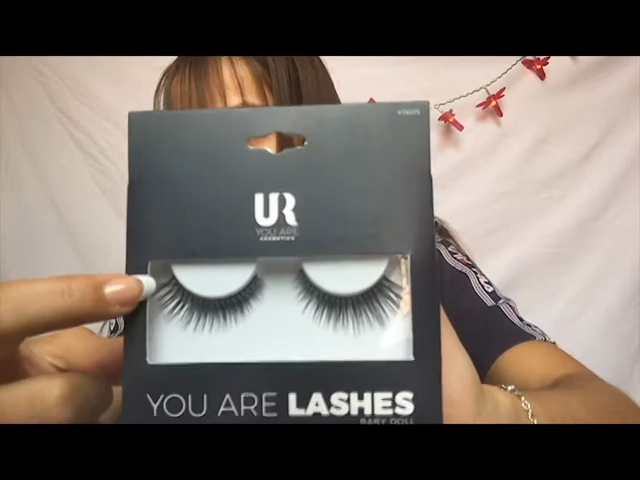 UR
YOU ARE
COSMETICS
YOU ARE LASHES
BABY DOLL